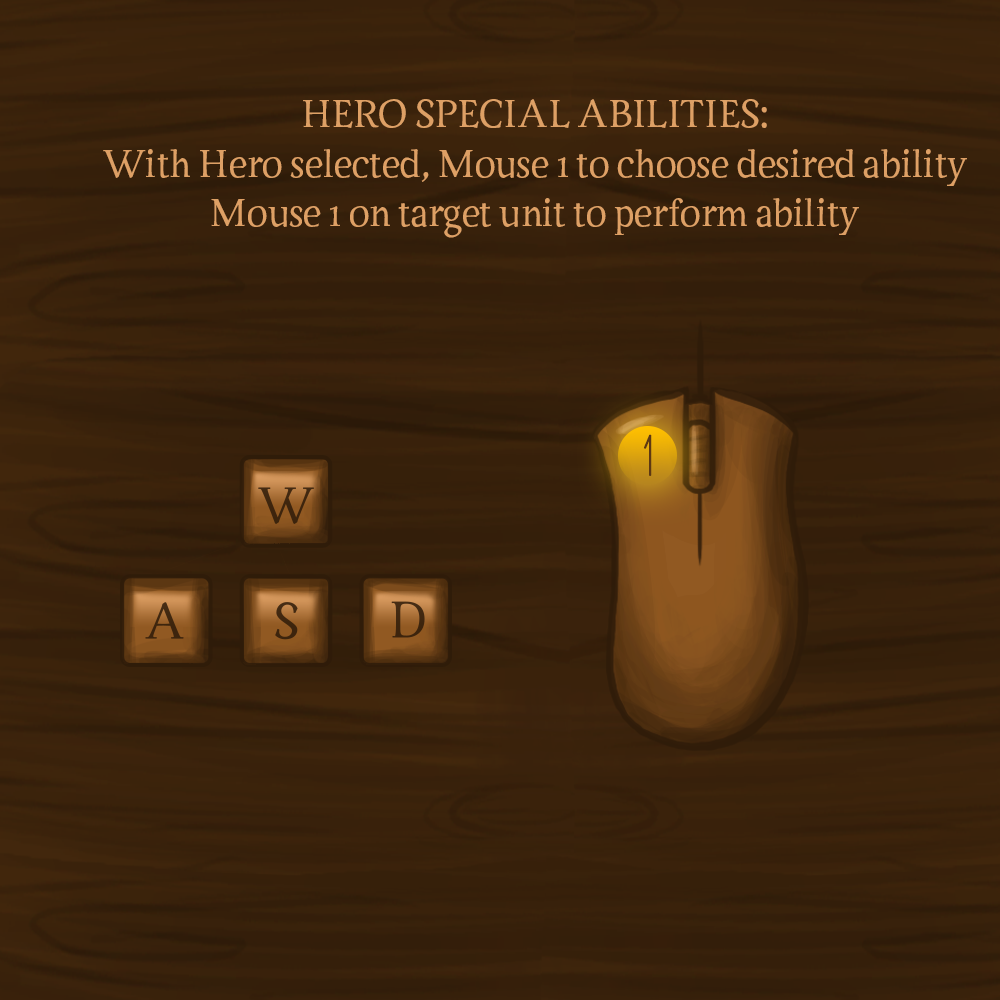 HERO SPECIAL ABILITIES:
With Hero selected, Mouse 1 to choose desired ability
Mouse 1 on target unit to perform ability
1
W
A S D